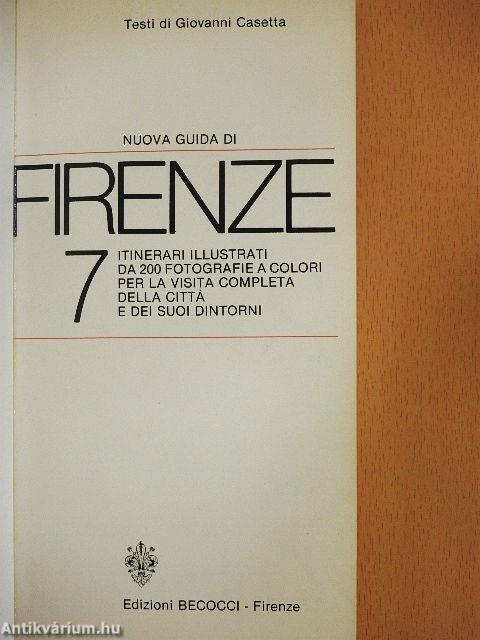 Testi di Giovanni Casetta
NUOVA GUIDA DI
FIRENZE
7
ITINERARI ILLUSTRATI
DA 200 FOTOGRAFIE A COLORI
PER LA VISITA COMPLETA
DELLA CITTÀ
E DEI SUOI DINTORNI
Edizioni BECOCCI - Firenze
Antikvárium.hu